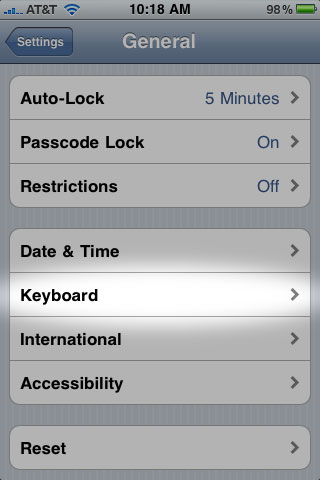 AT&T 10:18 AM 98%
Settings General
Auto-Lock 5 Minutes
Passcode Lock On
Restrictions Off
Date & Time
Keyboard
International
Accessibility
Reset